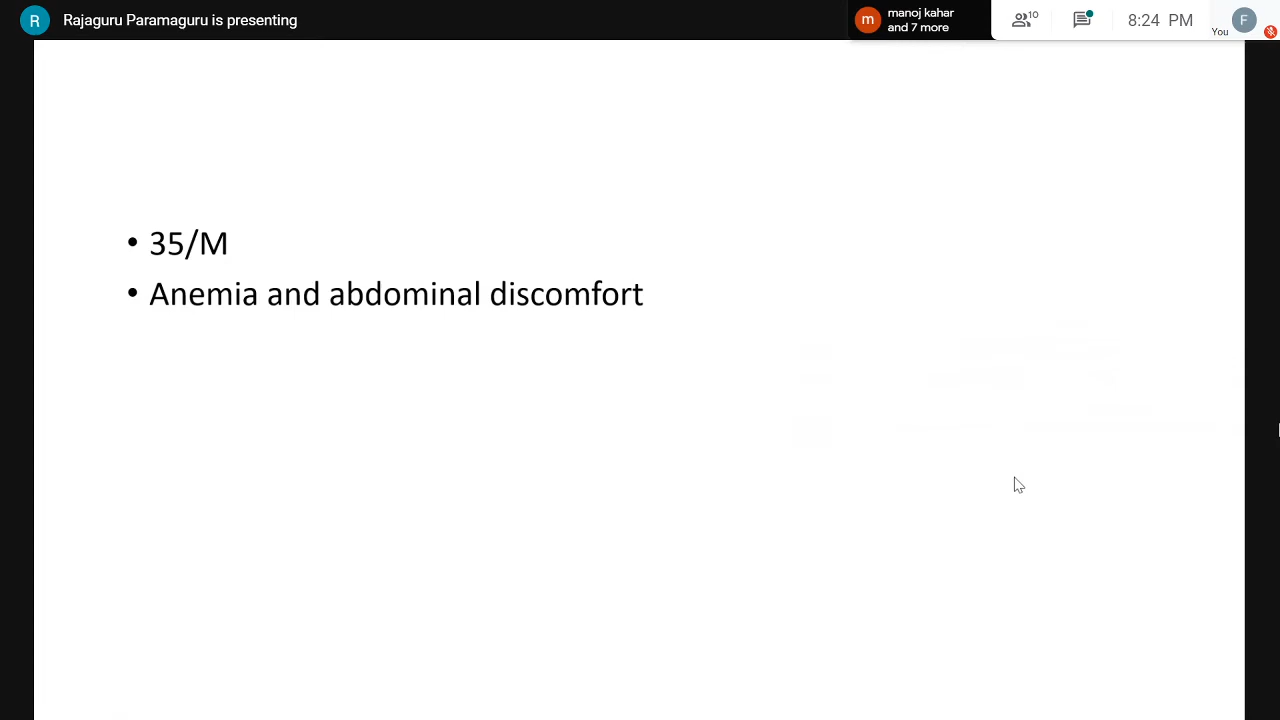 R
Rajaguru Paramaguru is presenting
m
manoj kahar
and 7 more
10
8:24 PM
You
F
• 35/M
• Anemia and abdominal discomfort